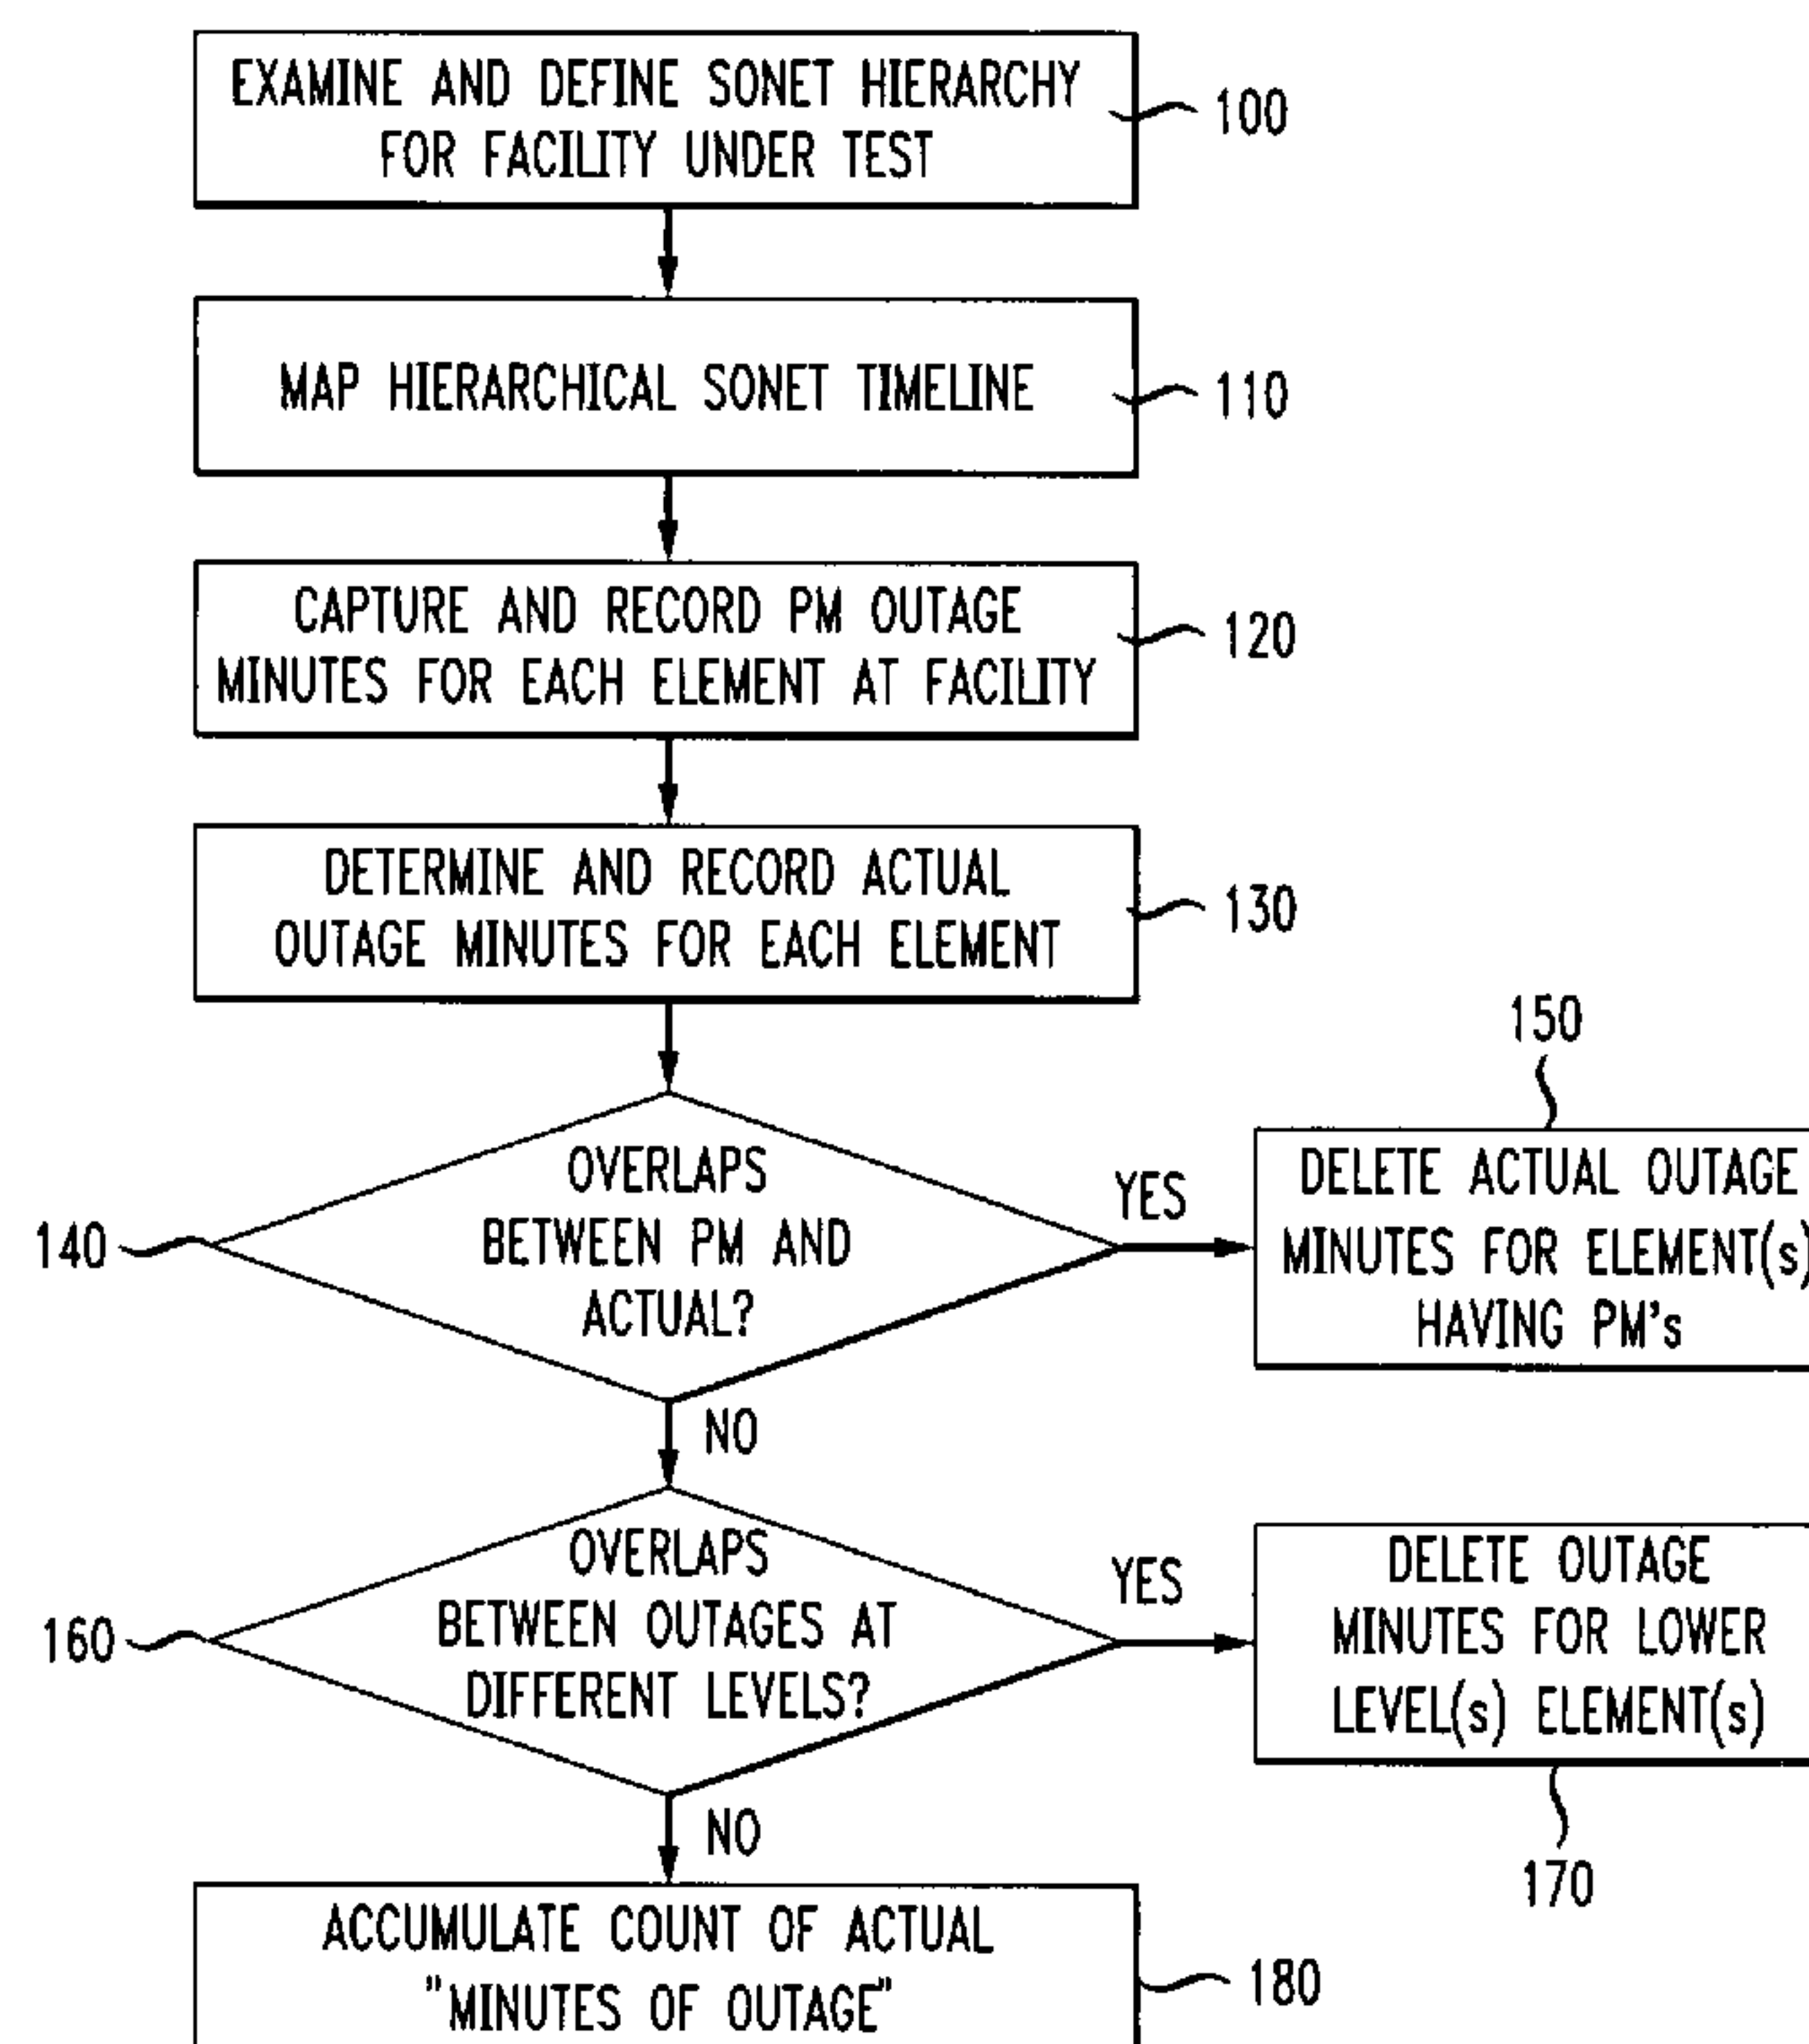 EXAMINE AND DEFINE SONET HIERARCHY
FOR FACILITY UNDER TEST
100
MAP HIERARCHICAL SONET TIMELINE
110
CAPTURE AND RECORD PM OUTAGE
MINUTES FOR EACH ELEMENT AT FACILITY
120
DETERMINE AND RECORD ACTUAL
OUTAGE MINUTES FOR EACH ELEMENT
130
140
OVERLAPS
BETWEEN PM AND
ACTUAL?
YES
NO
150
DELETE ACTUAL OUTAGE
MINUTES FOR ELEMENT(s)
HAVING PM's
160
OVERLAPS
BETWEEN OUTAGES AT
DIFFERENT LEVELS?
YES
NO
DELETE OUTAGE
MINUTES FOR LOWER
LEVEL(s) ELEMENT(s)
170
ACCUMULATE COUNT OF ACTUAL
"MINUTES OF OUTAGE"
180